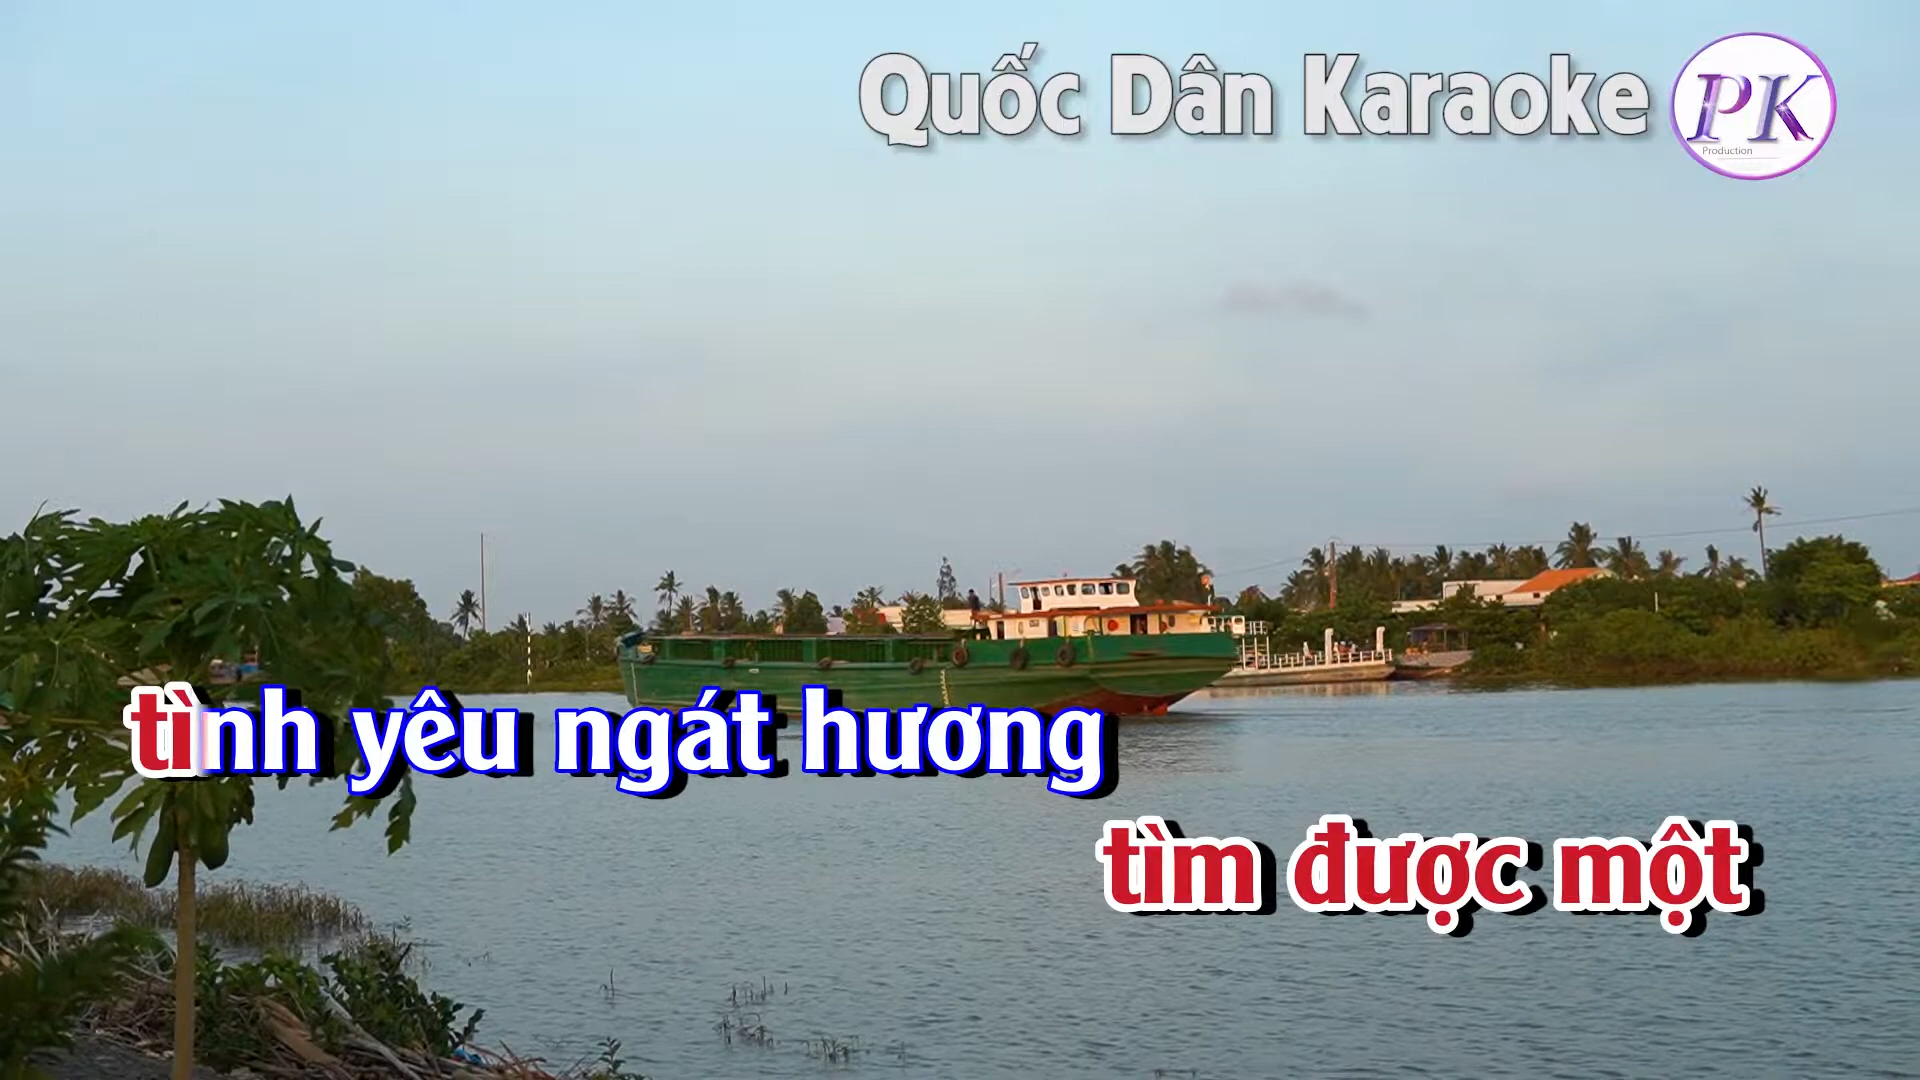 Quốc Dân Karaoke
PK
Production
tình yêu ngát hương
tìm được một